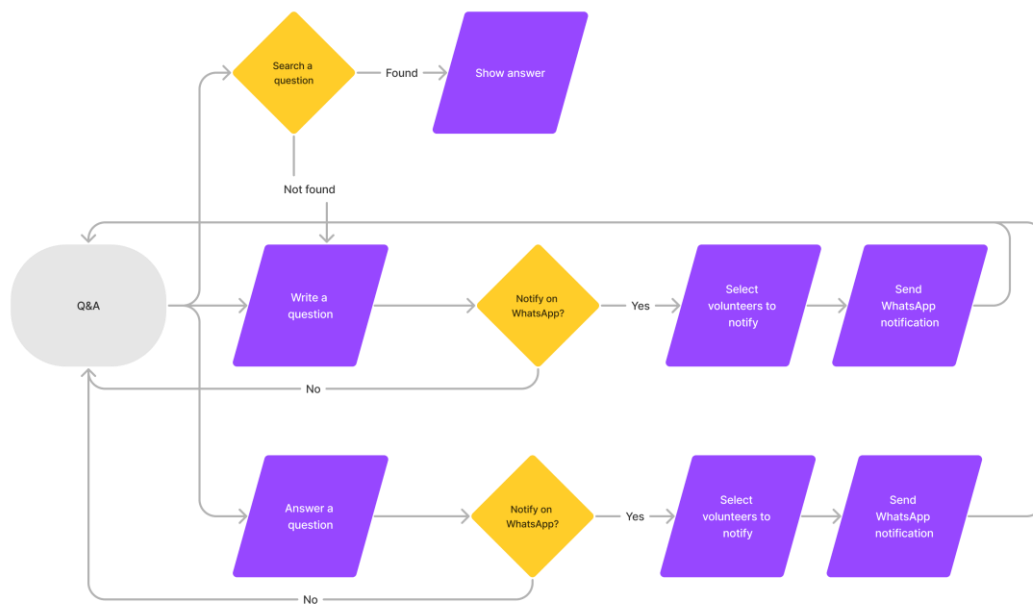 Search a
question
Found
Show answer
Not found
Q&A
Write a
question
Notify on
WhatsApp?
Yes
Select
volunteers to
notify
Send
WhatsApp
notification
No
Answer a
question
Notify on
WhatsApp?
Yes
Select
volunteers to
notify
Send
WhatsApp
notification
No